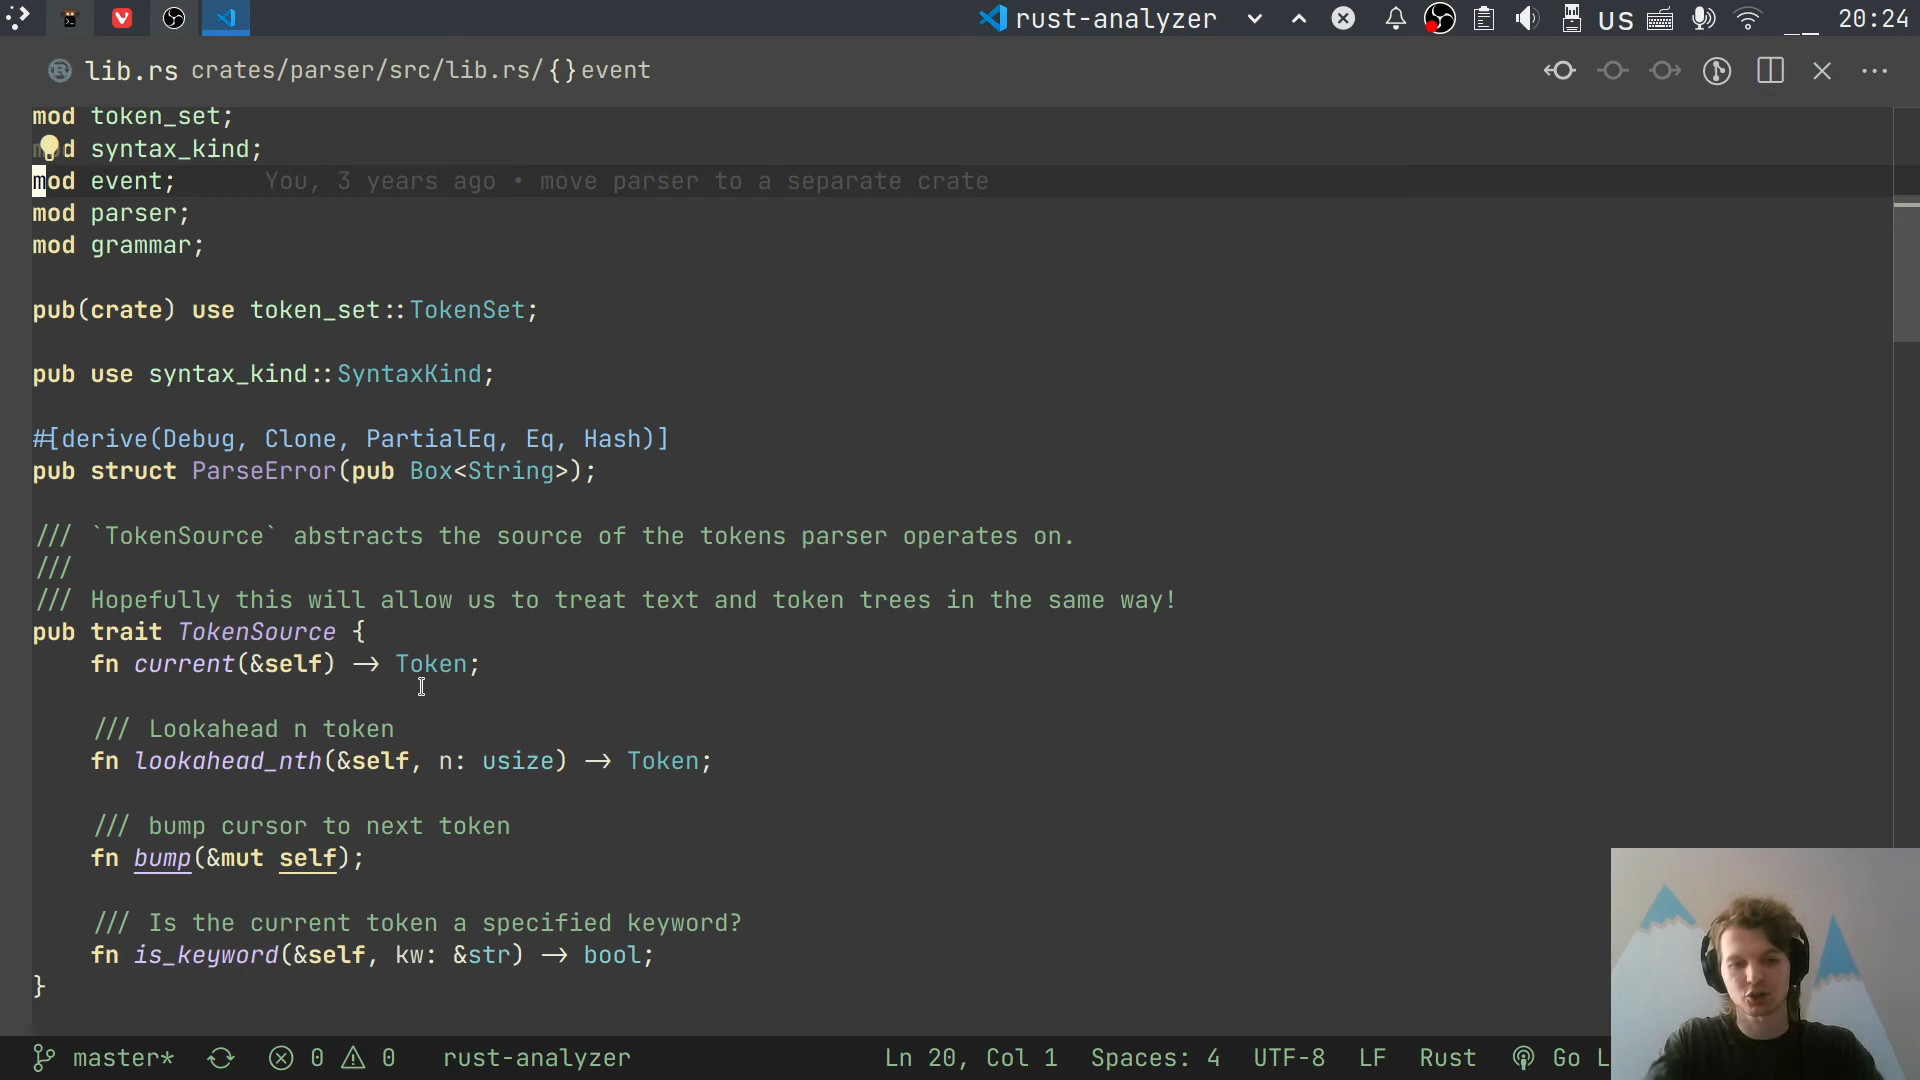 rust-analyzer US 20:24
lib.rs crates/parser/src/lib.rs/{}event
mod token_set;
mod syntax_kind;
mod event; You, 3 years ago • move parser to a separate crate
mod parser;
mod grammar;
pub(crate) use token_set::TokenSet;
pub use syntax_kind::SyntaxKind;
#[derive(Debug, Clone, PartialEq, Eq, Hash)]
pub struct ParseError(pub Box<String>);
/// `TokenSource` abstracts the source of the tokens parser operates on.
///
/// Hopefully this will allow us to treat text and token trees in the same way!
pub trait TokenSource {
fn current(&self) -> Token;
/// Lookahead n token
fn lookahead_nth(&self, n: usize) -> Token;
/// bump cursor to next token
fn bump(&mut self);
/// Is the current token a specified keyword?
fn is_keyword(&self, kw: &str) -> bool;
}
master* 0 0 rust-analyzer Ln 20, Col 1 Spaces: 4 UTF-8 LF Rust Go L